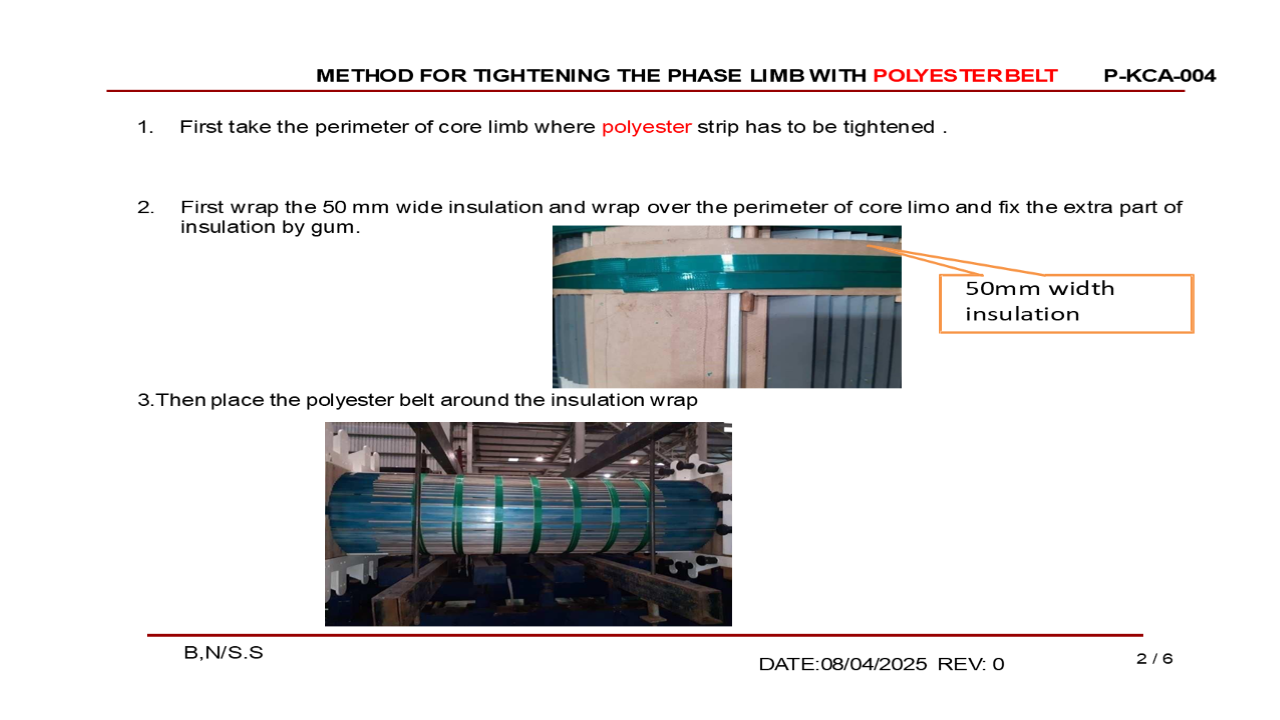 METHOD FOR TIGHTENING THE PHASE LIMB WITH POLYESTER BELT P-KCA-004
1. First take the perimeter of core limb where polyester strip has to be tightened .
2. First wrap the 50 mm wide insulation and wrap over the perimeter of core limo and fix the extra part of
insulation by gum.
50mm width
insulation
3.Then place the polyester belt around the insulation wrap
B,N/S.S
DATE:08/04/2025 REV: 0
2 / 6